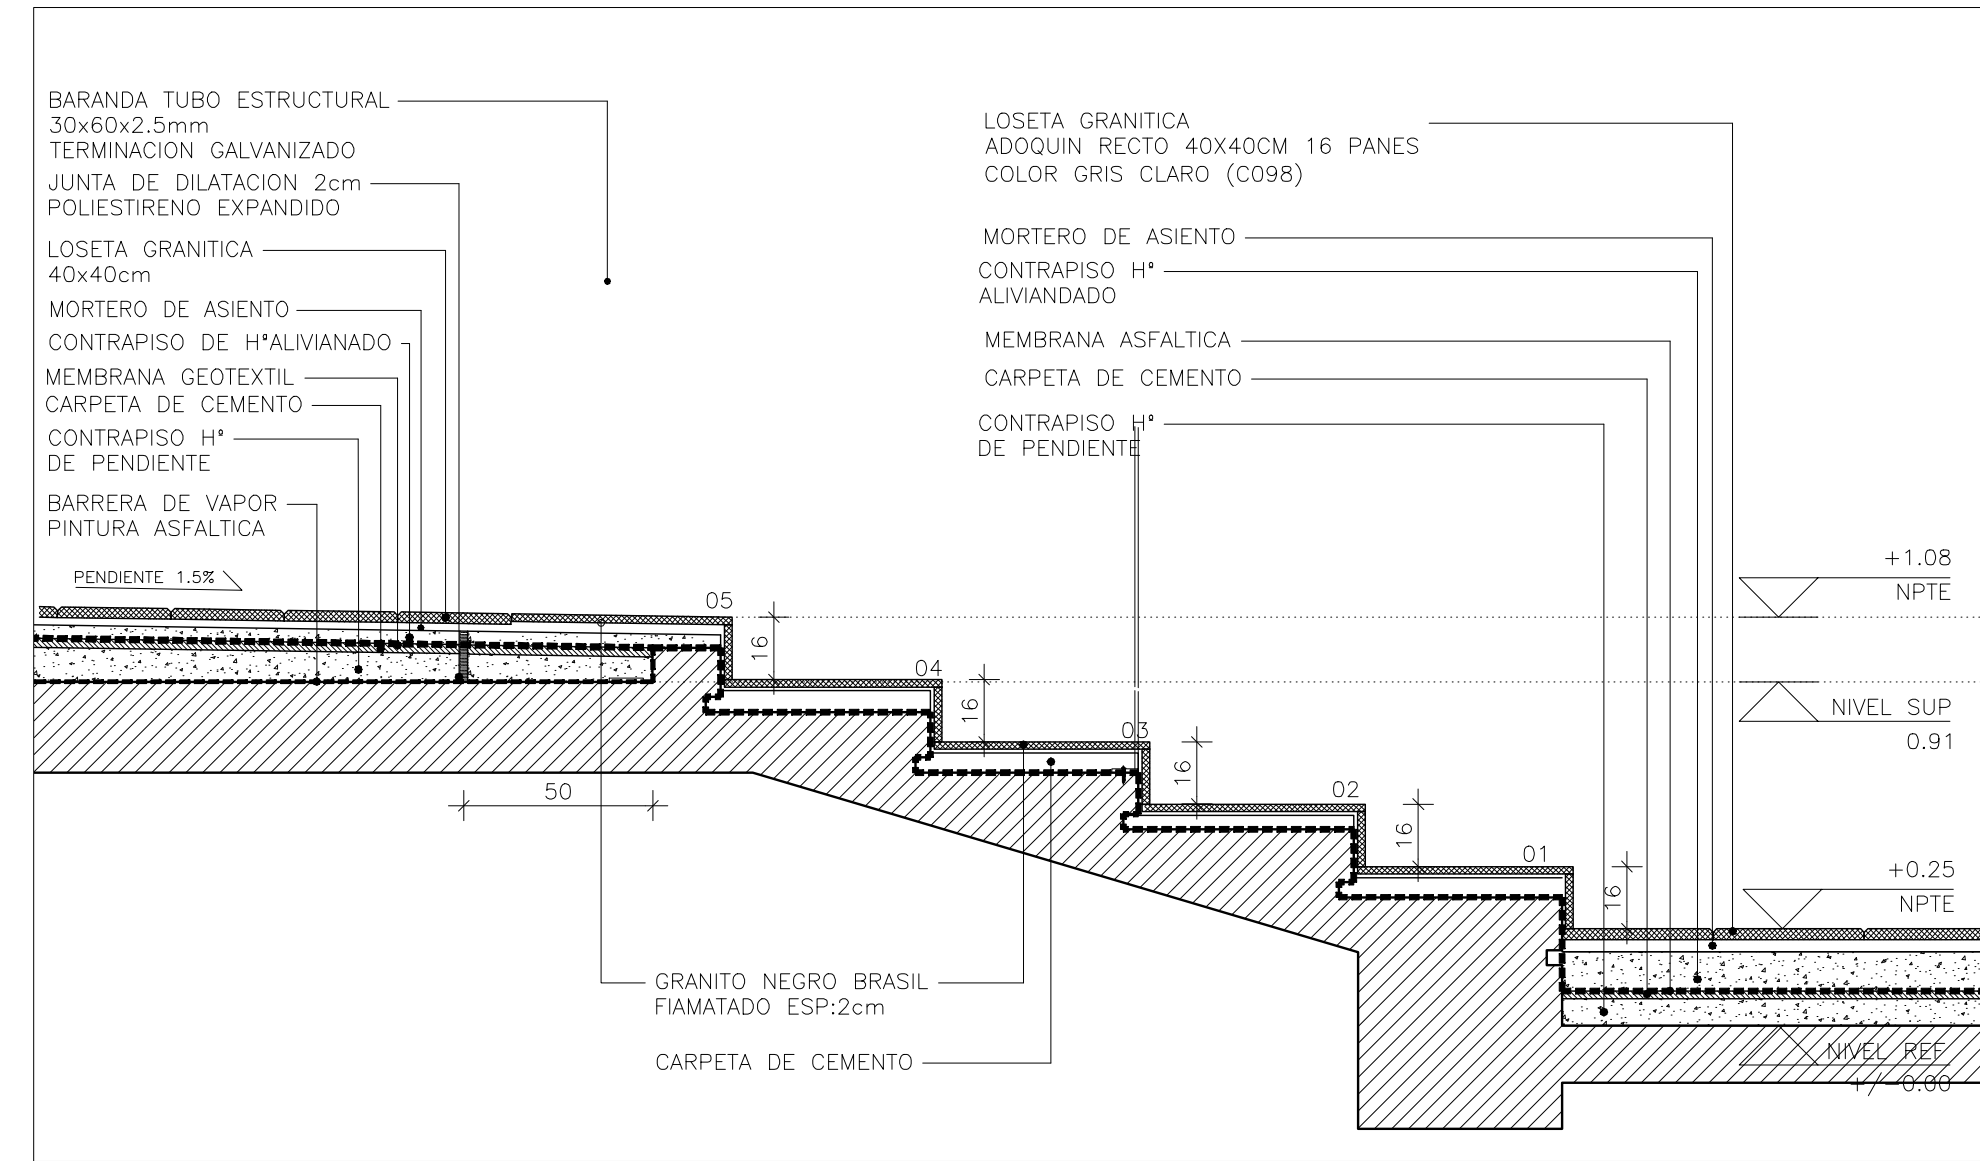 BARANDA TUBO ESTRUCTURAL
30x60x2.5mm
TERMINACION GALVANIZADO
JUNTA DE DILATACION 2cm
POLIESTIRENO EXPANDIDO
LOSETA GRANITICA
40x40cm
MORTERO DE ASIENTO
CONTRAPISO DE HªALIVIANADO
MEMBRANA GEOTEXTIL
CARPETA DE CEMENTO
CONTRAPISO Hª
DE PENDIENTE
BARRERA DE VAPOR
PINTURA ASFALTICA
PENDIENTE 1.5%
LOSETA GRANITICA
ADOQUIN RECTO 40X40CM 16 PANES
COLOR GRIS CLARO (C098)
MORTERO DE ASIENTO
CONTRAPISO Hª
ALIVIANDADO
MEMBRANA ASFALTICA
CARPETA DE CEMENTO
CONTRAPISO Hª
DE PENDIENTE
+1.08
NPTE
NIVEL SUP
0.91
+0.25
NPTE
NIVEL REF
+/-0.00
05
16
04
16
03
16
02
16
01
16
50
GRANITO NEGRO BRASIL
FIAMATADO ESP:2cm
CARPETA DE CEMENTO